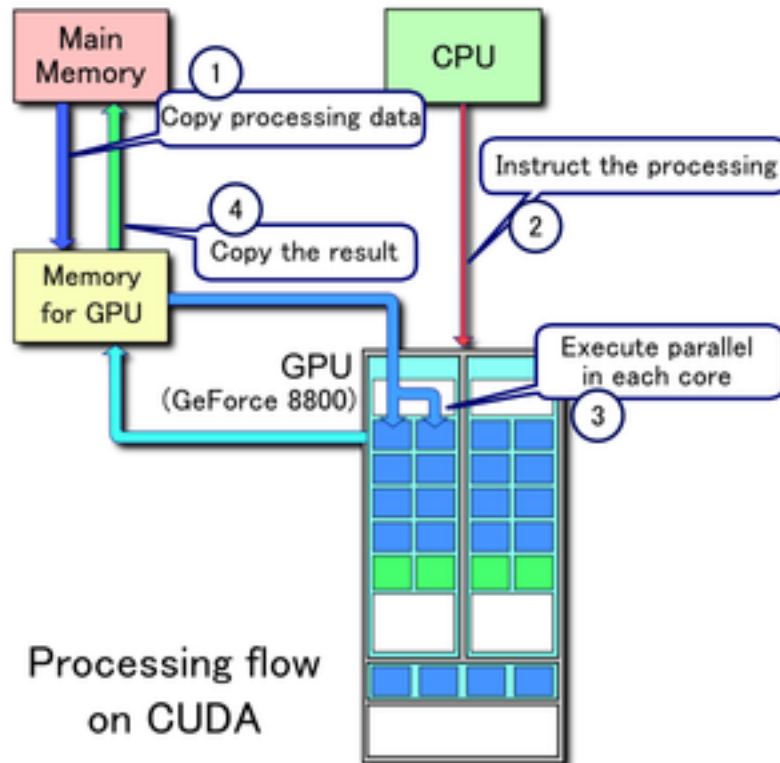 Main
Memory
CPU
1
Copy processing data
Instruct the processing
2
4
Copy the result
Memory
for GPU
GPU
(GeForce 8800)
Execute parallel
in each core
3
Processing flow
on CUDA